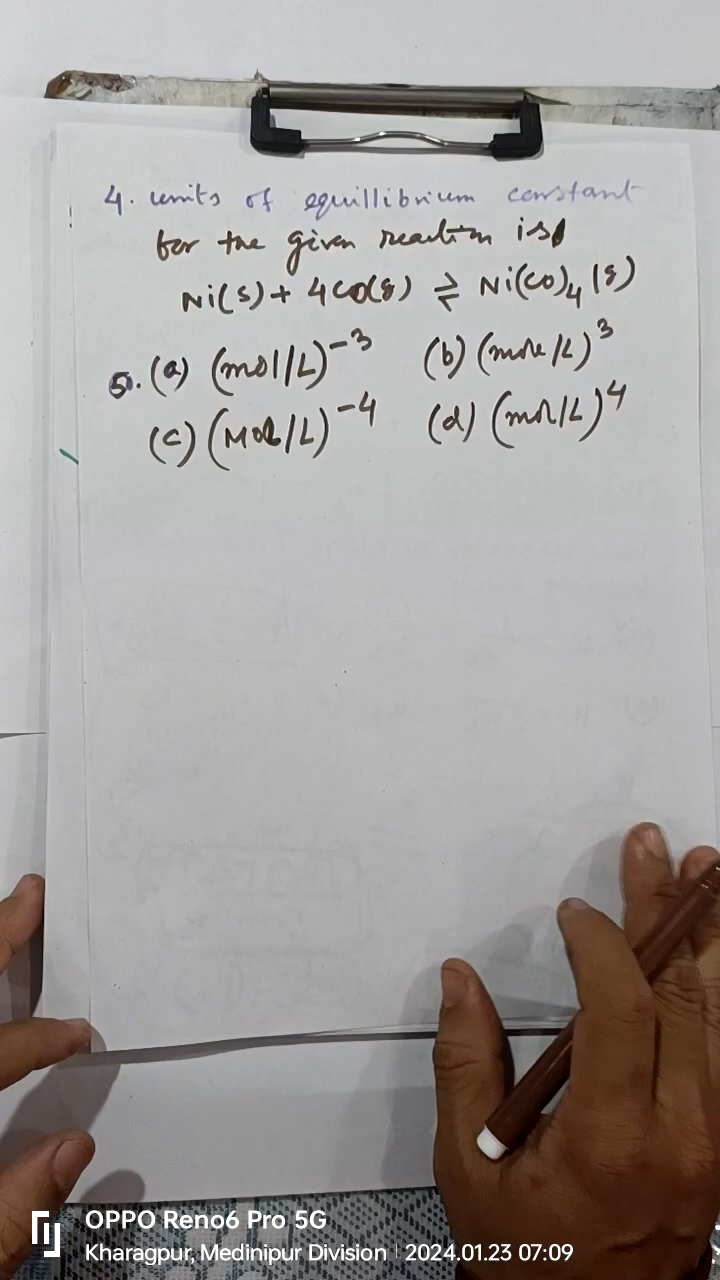 4. units of equillibrium constant
for the given reaction is
Ni(s) + 4CO(g) ⇌ Ni(CO)₄(g)
5. (a) (mol/L)⁻³ (b) (mole/L)³
(c) (Mol/L)⁻⁴ (d) (mol/L)⁴
OPPO Reno6 Pro 5G
Kharagpur, Medinipur Division | 2024.01.23 07:09